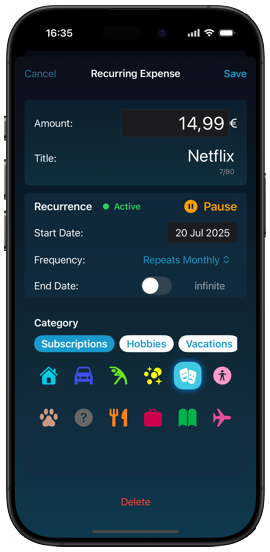 16:35
Cancel Recurring Expense Save
Amount: 14,99 €
Title: Netflix
7/80
Recurrence Active Pause
Start Date: 20 Jul 2025
Frequency: Repeats Monthly
End Date: infinite
Category
Subscriptions Hobbies Vacations
?
Delete